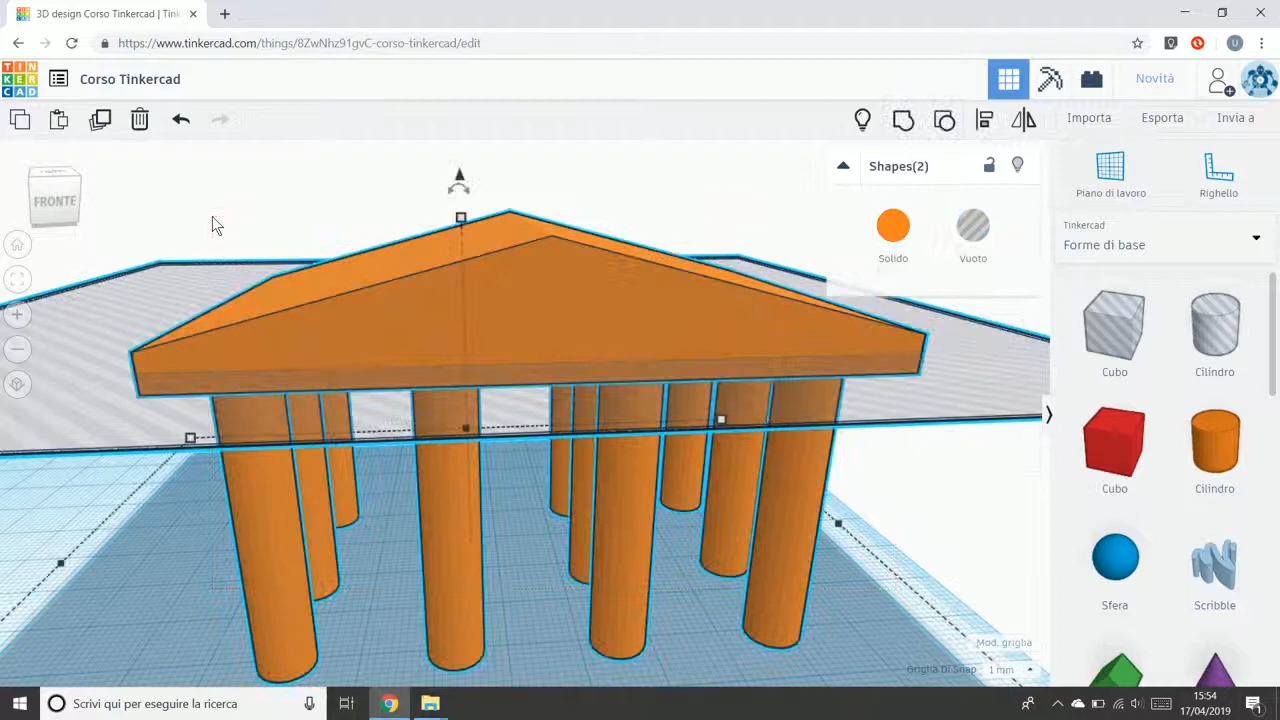 3D design Corso Tinkercad | Tink
https://www.tinkercad.com/things/8ZwNhz91gvC-corso-tinkercad/edit
U
TIN
KER
CAD
Corso Tinkercad
Novità
Importa
Esporta
Invia a
FRONTE
Shapes(2)
Solido
Vuoto
Piano di lavoro
Righello
Tinkercad
Forme di base
Cubo
Cilindro
Cubo
Cilindro
Sfera
Scribble
Mod. griglia
Griglia Di Snap 1 mm
Scrivi qui per eseguire la ricerca
15:54
17/04/2019
1